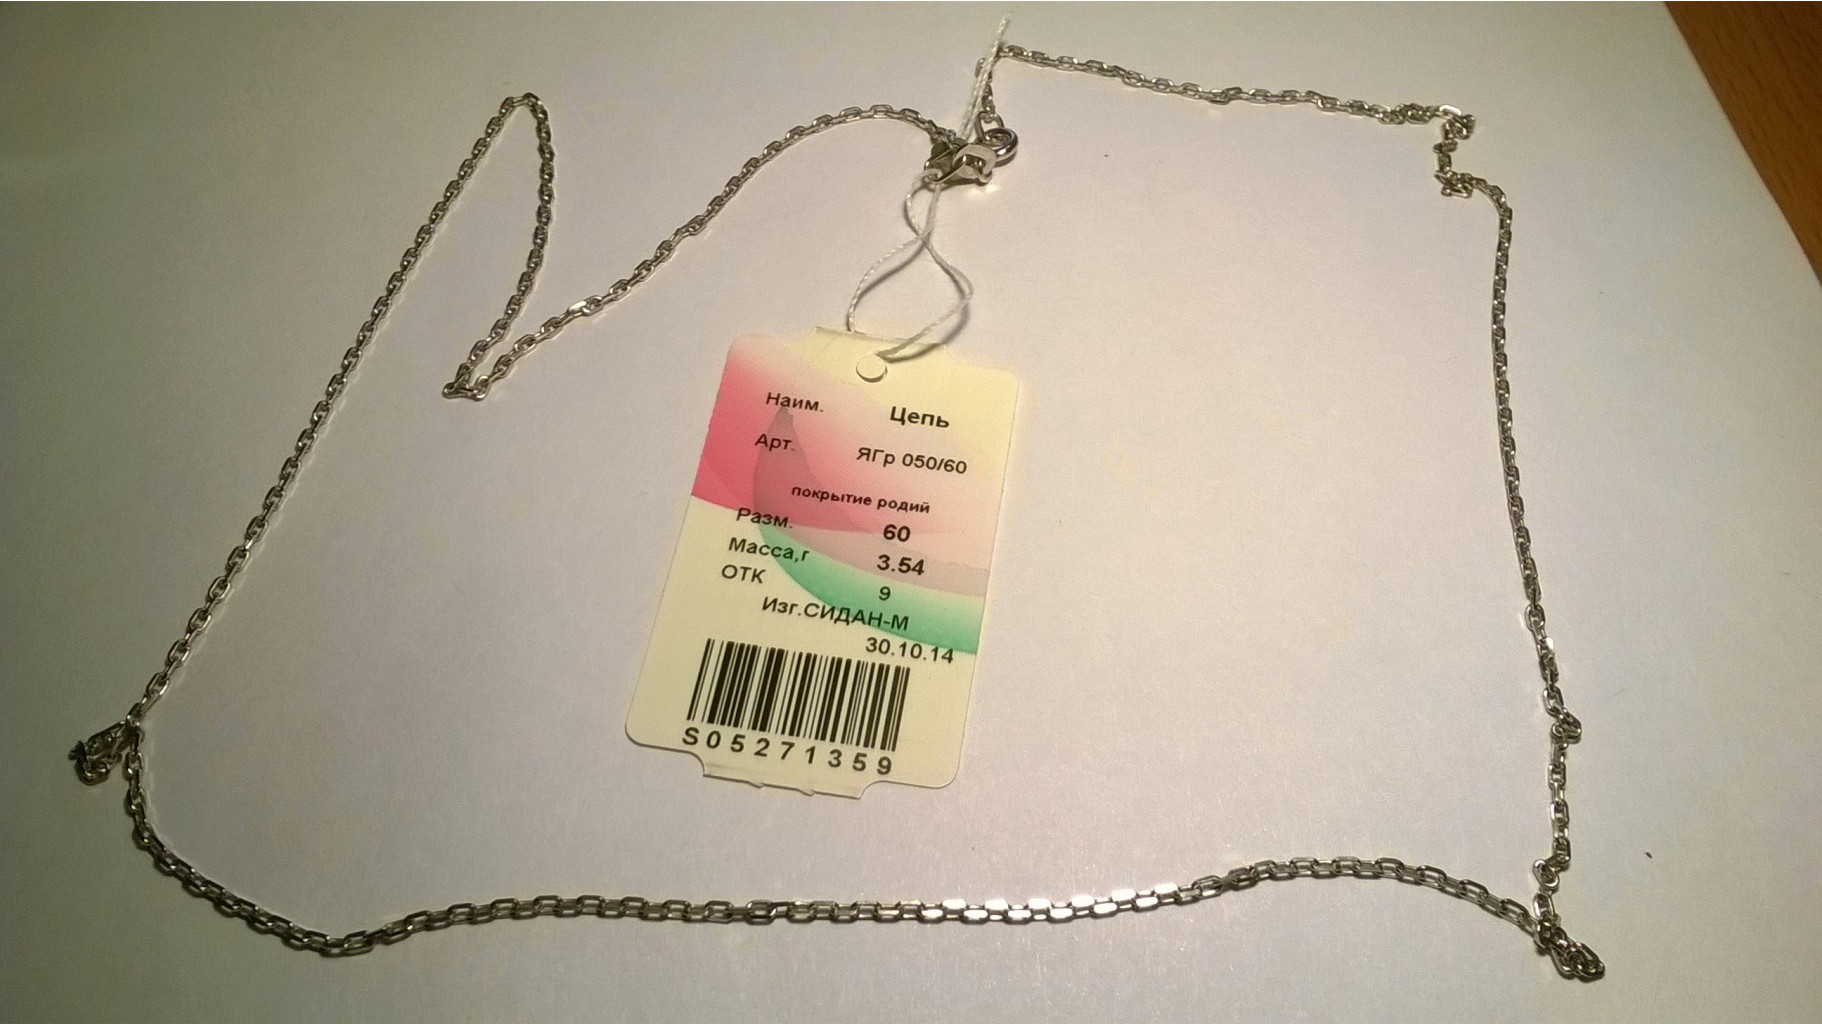 Наим. Цепь
Арт. ЯГр 050/60
покрытие родий
Разм. 60
Масса,г 3.54
ОТК 9
Изг.СИДАН-М
30.10.14
S05271359